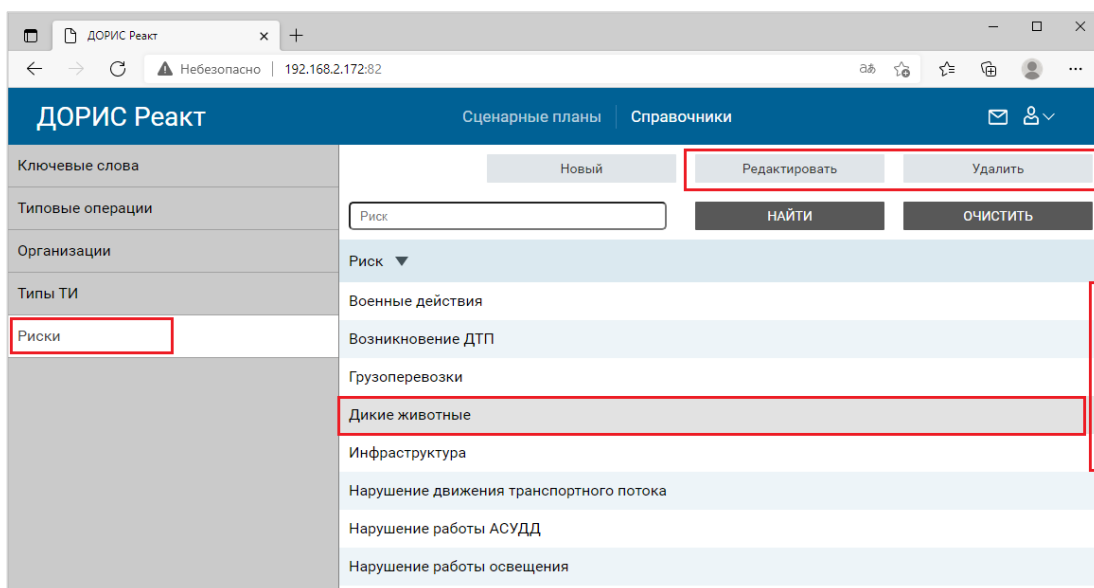 ДОРИС Реакт
Небезопасно 192.168.2.172:82
ДОРИС Реакт Сценарные планы Справочники
Ключевые слова
Новый Редактировать Удалить
Типовые операции
Риск НАЙТИ ОЧИСТИТЬ
Организации
Риск
Типы ТИ
Военные действия
Риски
Возникновение ДТП
Грузоперевозки
Дикие животные
Инфраструктура
Нарушение движения транспортного потока
Нарушение работы АСУДД
Нарушение работы освещения